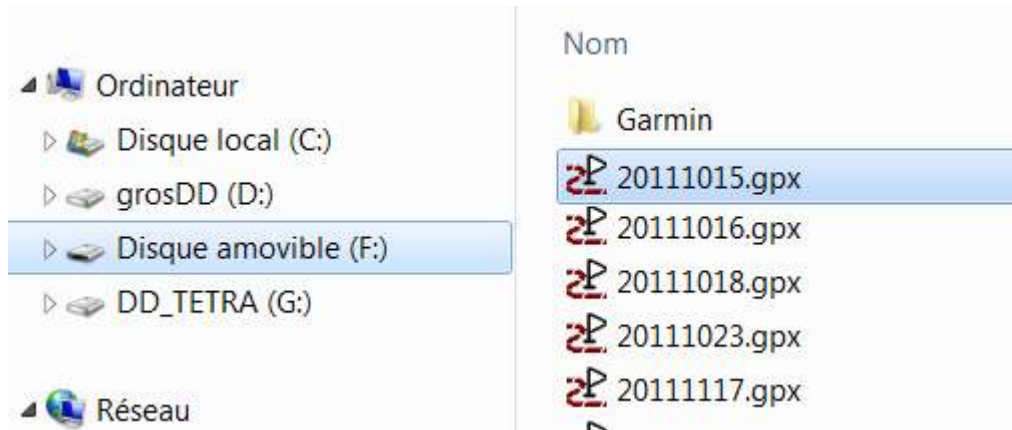 Ordinateur
Disque local (C:)
grosDD (D:)
Disque amovible (F:)
DD_TETRA (G:)
Réseau
Nom
Garmin
20111015.gpx
20111016.gpx
20111018.gpx
20111023.gpx
20111117.gpx